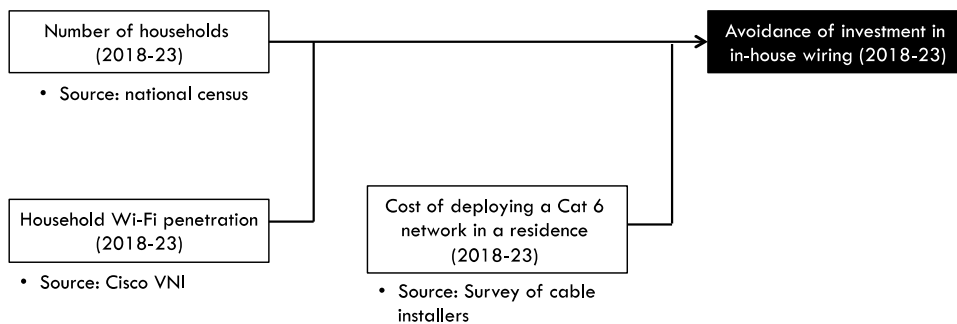 Number of households
(2018-23)
• Source: national census
Avoidance of investment in
in-house wiring (2018-23)
Household Wi-Fi penetration
(2018-23)
• Source: Cisco VNI
Cost of deploying a Cat 6
network in a residence
(2018-23)
• Source: Survey of cable
installers